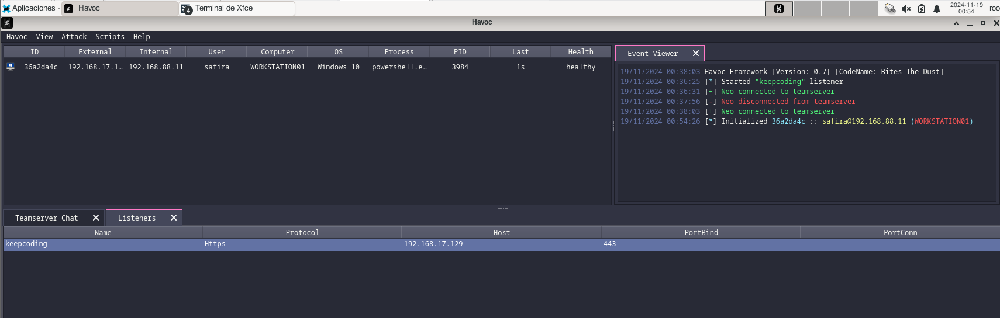 Aplicaciones
Havoc
4 Terminal de Xfce
2024-11-19
00:54
roo
Havoc
Havoc View Attack Scripts Help
ID External Internal User Computer OS Process PID Last Health
36a2da4c 192.168.17.1… 192.168.88.11 safira WORKSTATION01 Windows 10 powershell.e… 3984 1s healthy
Event Viewer
19/11/2024 00:38:03 Havoc Framework [Version: 0.7] [CodeName: Bites The Dust]
19/11/2024 00:36:25 [*] Started "keepcoding" listener
19/11/2024 00:36:31 [+] Neo connected to teamserver
19/11/2024 00:37:56 [-] Neo disconnected from teamserver
19/11/2024 00:38:03 [+] Neo connected to teamserver
19/11/2024 00:54:26 [*] Initialized 36a2da4c :: safira@192.168.88.11 (WORKSTATION01)
Teamserver Chat
Listeners
Name Protocol Host PortBind PortConn
keepcoding Https 192.168.17.129 443